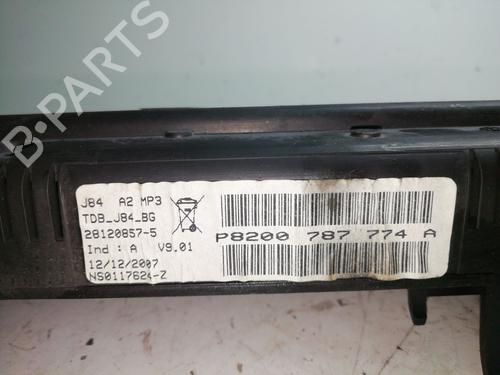 B-PARTS
J84 A2 MP3
TDB_J84_BG
28120857-5
Ind : A V9.01
12/12/2007
NS0117624-Z
P8200 787 774 A